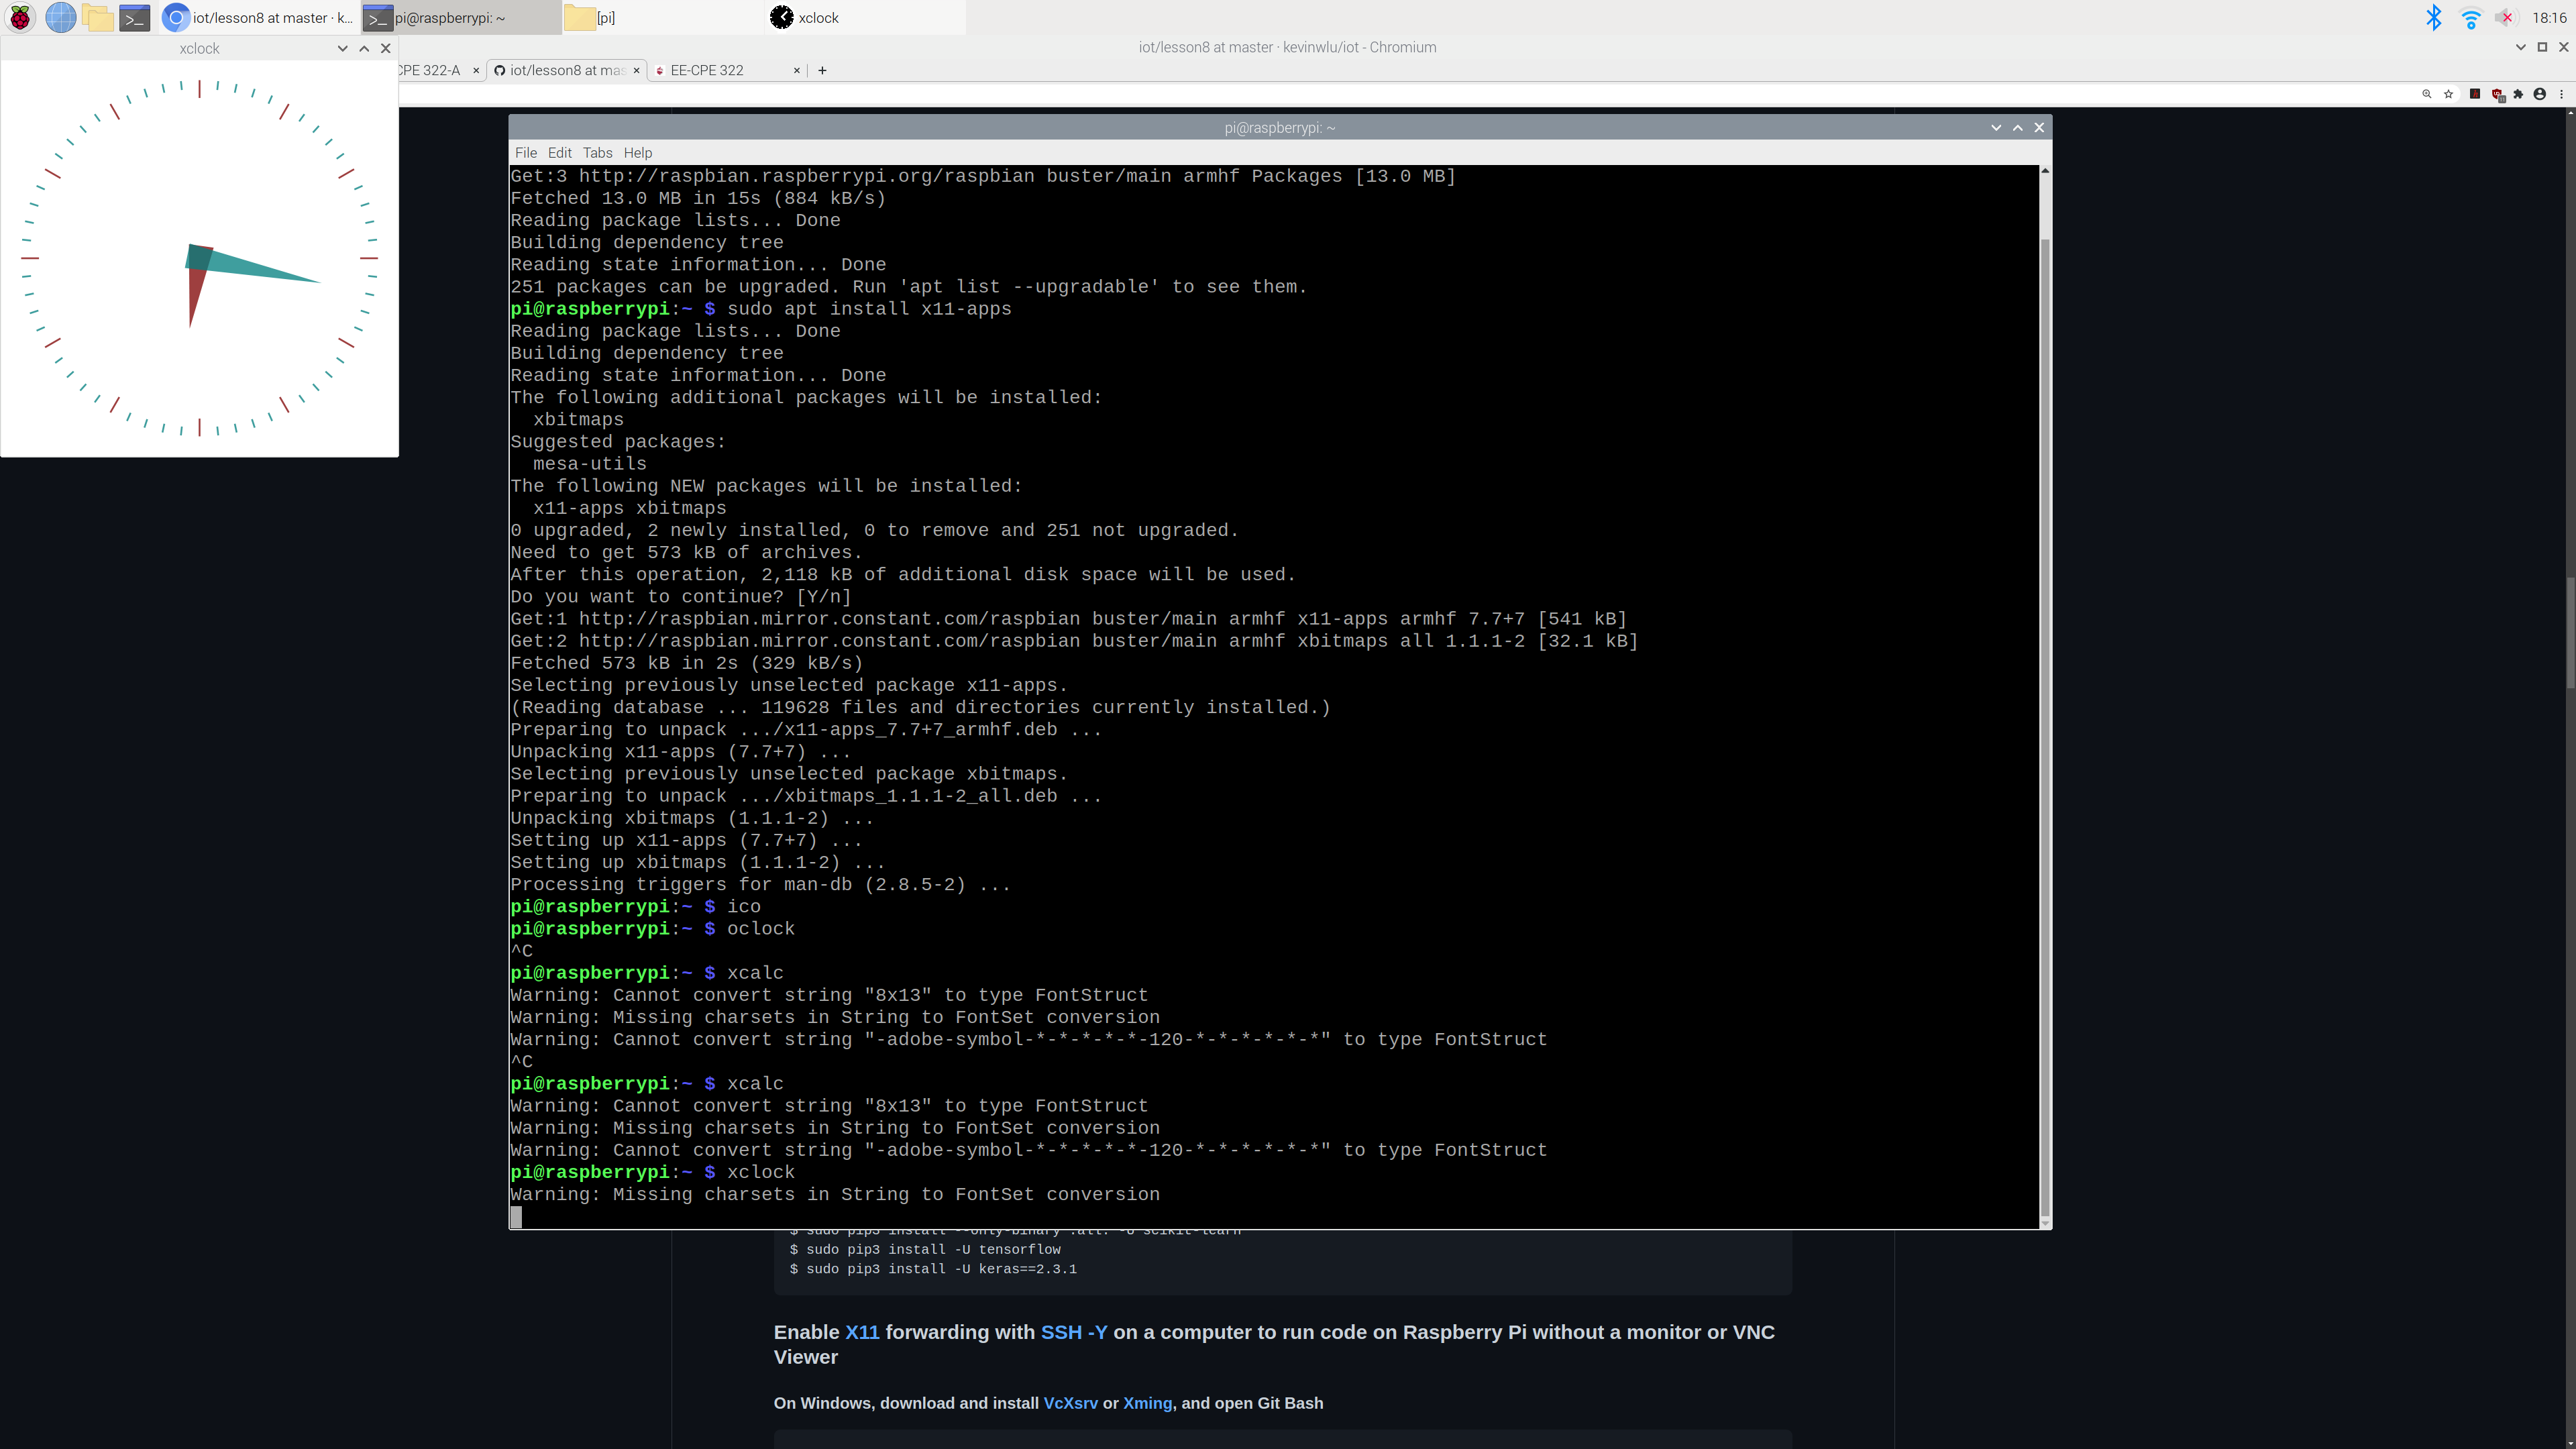 iot/lesson8 at master · k...
pi@raspberrypi: ~
[pi]
xclock
18:16
xclock
iot/lesson8 at master · kevinwlu/iot - Chromium
CPE 322-A
iot/lesson8 at mas
EE-CPE 322
pi@raspberrypi: ~
File Edit Tabs Help
Get:3 http://raspbian.raspberrypi.org/raspbian buster/main armhf Packages [13.0 MB]
Fetched 13.0 MB in 15s (884 kB/s)
Reading package lists... Done
Building dependency tree
Reading state information... Done
251 packages can be upgraded. Run 'apt list --upgradable' to see them.
pi@raspberrypi:~ $ sudo apt install x11-apps
Reading package lists... Done
Building dependency tree
Reading state information... Done
The following additional packages will be installed:
  xbitmaps
Suggested packages:
  mesa-utils
The following NEW packages will be installed:
  x11-apps xbitmaps
0 upgraded, 2 newly installed, 0 to remove and 251 not upgraded.
Need to get 573 kB of archives.
After this operation, 2,118 kB of additional disk space will be used.
Do you want to continue? [Y/n]
Get:1 http://raspbian.mirror.constant.com/raspbian buster/main armhf x11-apps armhf 7.7+7 [541 kB]
Get:2 http://raspbian.mirror.constant.com/raspbian buster/main armhf xbitmaps all 1.1.1-2 [32.1 kB]
Fetched 573 kB in 2s (329 kB/s)
Selecting previously unselected package x11-apps.
(Reading database ... 119628 files and directories currently installed.)
Preparing to unpack .../x11-apps_7.7+7_armhf.deb ...
Unpacking x11-apps (7.7+7) ...
Selecting previously unselected package xbitmaps.
Preparing to unpack .../xbitmaps_1.1.1-2_all.deb ...
Unpacking xbitmaps (1.1.1-2) ...
Setting up x11-apps (7.7+7) ...
Setting up xbitmaps (1.1.1-2) ...
Processing triggers for man-db (2.8.5-2) ...
pi@raspberrypi:~ $ ico
pi@raspberrypi:~ $ oclock
^C
pi@raspberrypi:~ $ xcalc
Warning: Cannot convert string "8x13" to type FontStruct
Warning: Missing charsets in String to FontSet conversion
Warning: Cannot convert string "-adobe-symbol-*-*-*-*-*-120-*-*-*-*-*-*" to type FontStruct
^C
pi@raspberrypi:~ $ xcalc
Warning: Cannot convert string "8x13" to type FontStruct
Warning: Missing charsets in String to FontSet conversion
Warning: Cannot convert string "-adobe-symbol-*-*-*-*-*-120-*-*-*-*-*-*" to type FontStruct
pi@raspberrypi:~ $ xclock
Warning: Missing charsets in String to FontSet conversion
$ sudo pip3 install --only-binary :all: -U scikit-learn
$ sudo pip3 install -U tensorflow
$ sudo pip3 install -U keras==2.3.1
Enable X11 forwarding with SSH -Y on a computer to run code on Raspberry Pi without a monitor or VNC
Viewer
On Windows, download and install VcXsrv or Xming, and open Git Bash